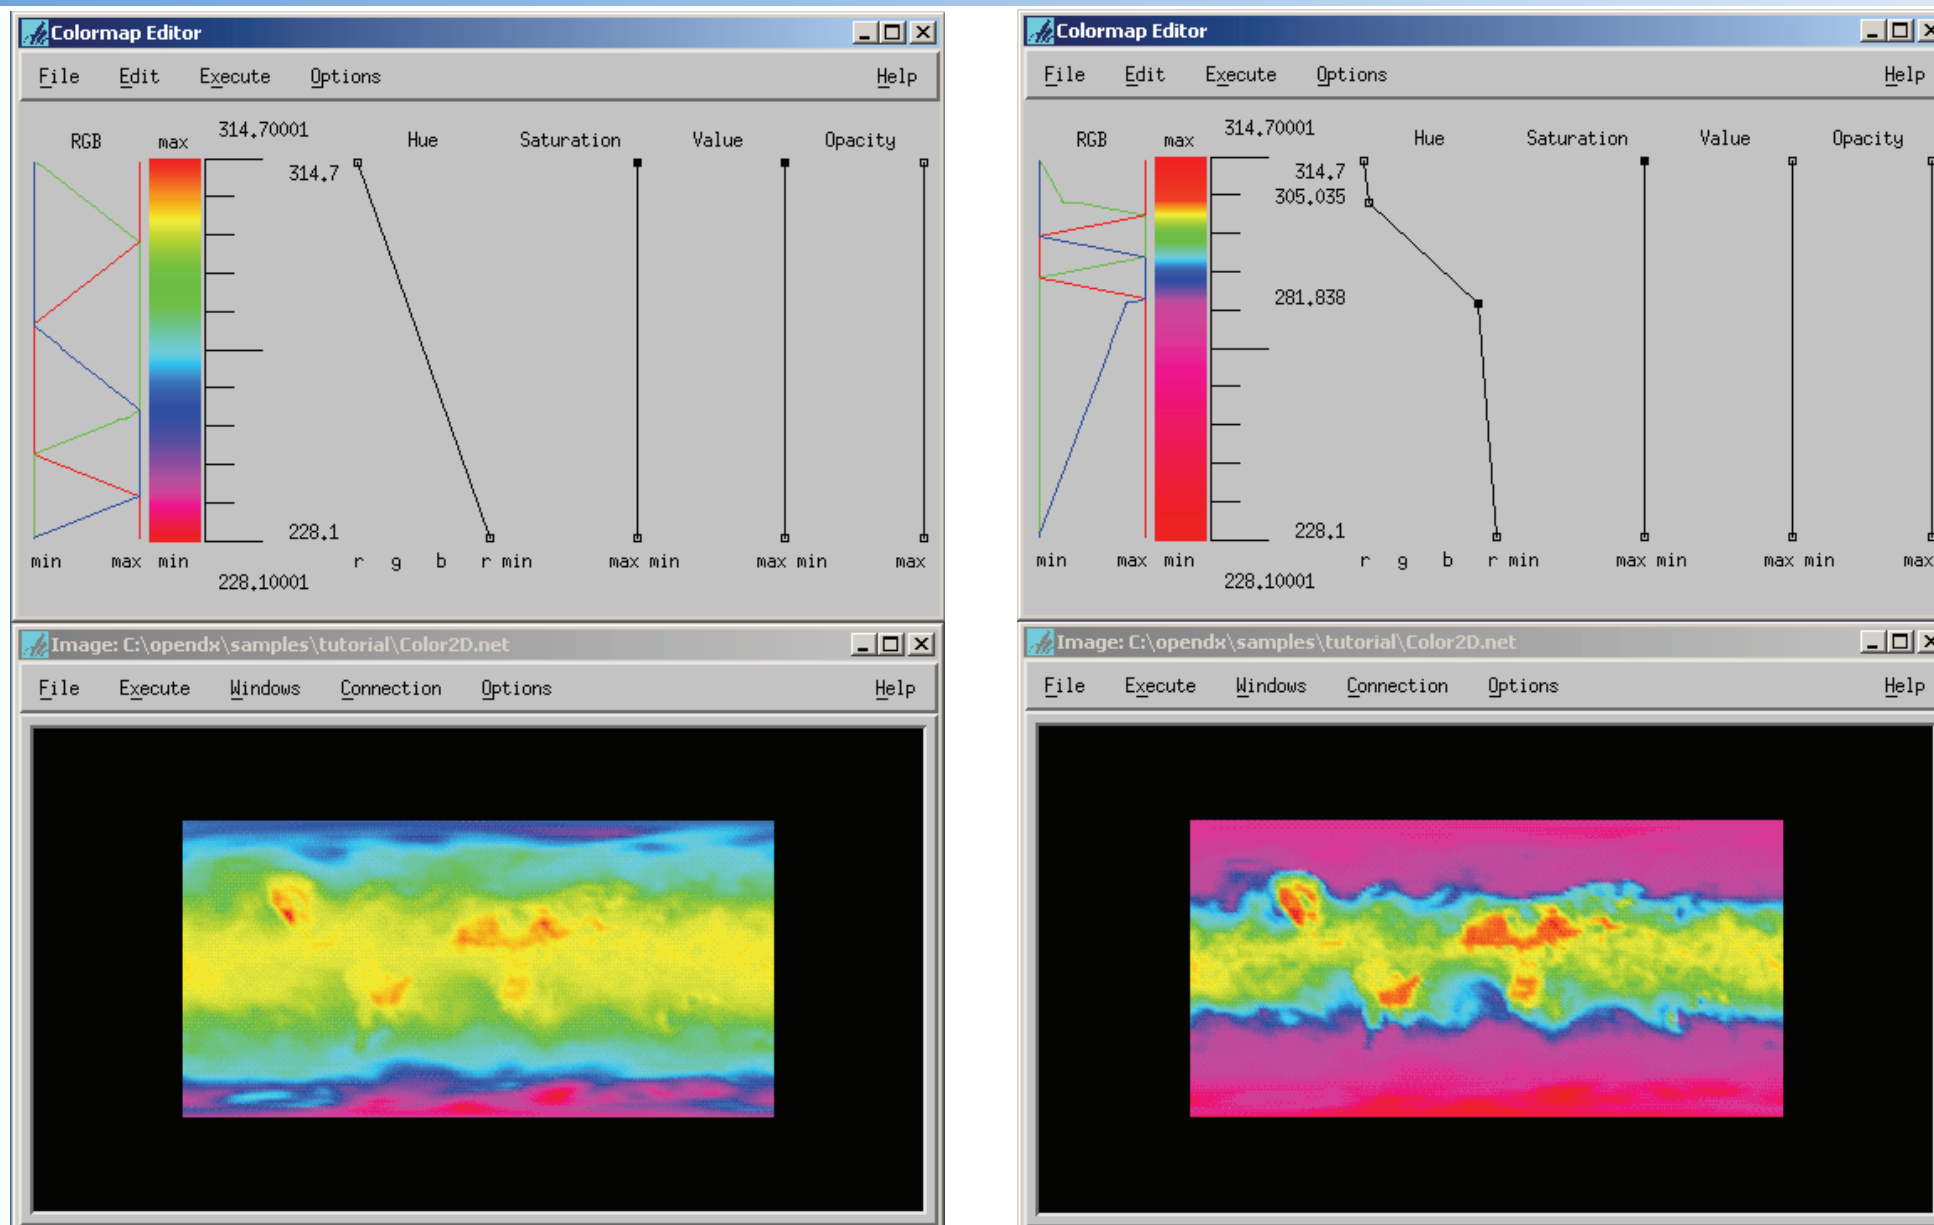 Colormap Editor
File Edit Execute Options Help
314.70001
RGB max Hue Saturation Value Opacity
314.7
228.1
min max min r g b r min max min max min max
228.10001
Image: C:\opendx\samples\tutorial\Color2D.net
File Execute Windows Connection Options Help
Colormap Editor
File Edit Execute Options Help
314.70001
RGB max Hue Saturation Value Opacity
314.7
305.035
281.838
228.1
min max min r g b r min max min max min max
228.10001
Image: C:\opendx\samples\tutorial\Color2D.net
File Execute Windows Connection Options Help